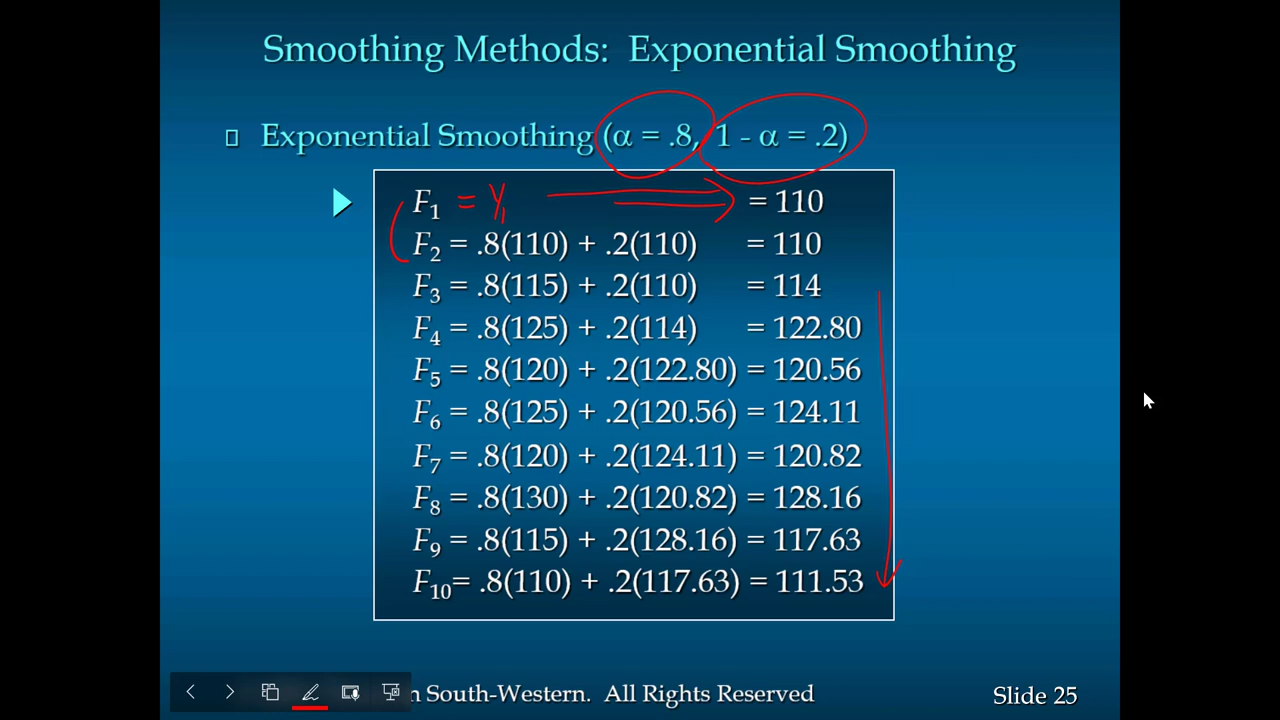 Smoothing Methods: Exponential Smoothing
Exponential Smoothing (α = .8, 1 - α = .2)
F₁ = Y₁ = 110
F₂ = .8(110) + .2(110) = 110
F₃ = .8(115) + .2(110) = 114
F₄ = .8(125) + .2(114) = 122.80
F₅ = .8(120) + .2(122.80) = 120.56
F₆ = .8(125) + .2(120.56) = 124.11
F₇ = .8(120) + .2(124.11) = 120.82
F₈ = .8(130) + .2(120.82) = 128.16
F₉ = .8(115) + .2(128.16) = 117.63
F₁₀= .8(110) + .2(117.63) = 111.53
South-Western. All Rights Reserved
Slide 25